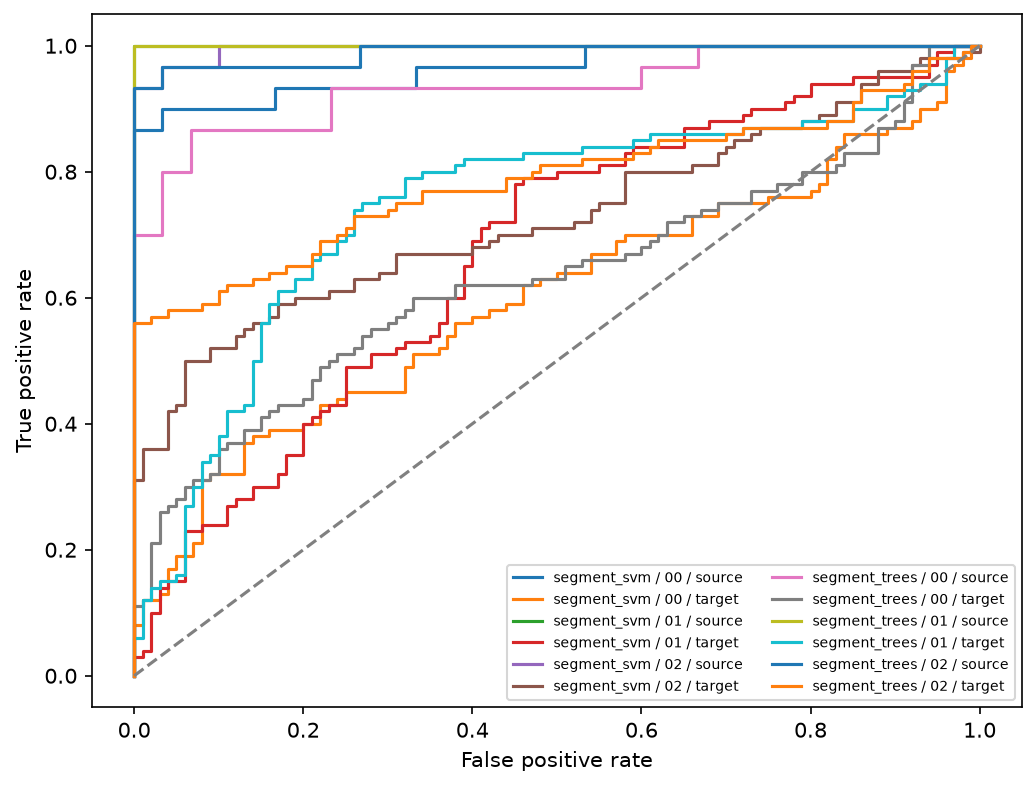 1.0
0.8
0.6
0.4
0.2
0.0
True positive rate
0.0 0.2 0.4 0.6 0.8 1.0
False positive rate
segment_svm / 00 / source
segment_svm / 00 / target
segment_svm / 01 / source
segment_svm / 01 / target
segment_svm / 02 / source
segment_svm / 02 / target
segment_trees / 00 / source
segment_trees / 00 / target
segment_trees / 01 / source
segment_trees / 01 / target
segment_trees / 02 / source
segment_trees / 02 / target